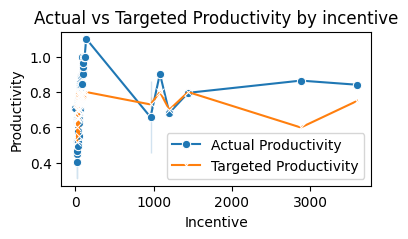 Actual vs Targeted Productivity by incentive
Productivity
1.0
0.8
0.6
0.4
Actual Productivity
Targeted Productivity
0
1000
2000
3000
Incentive